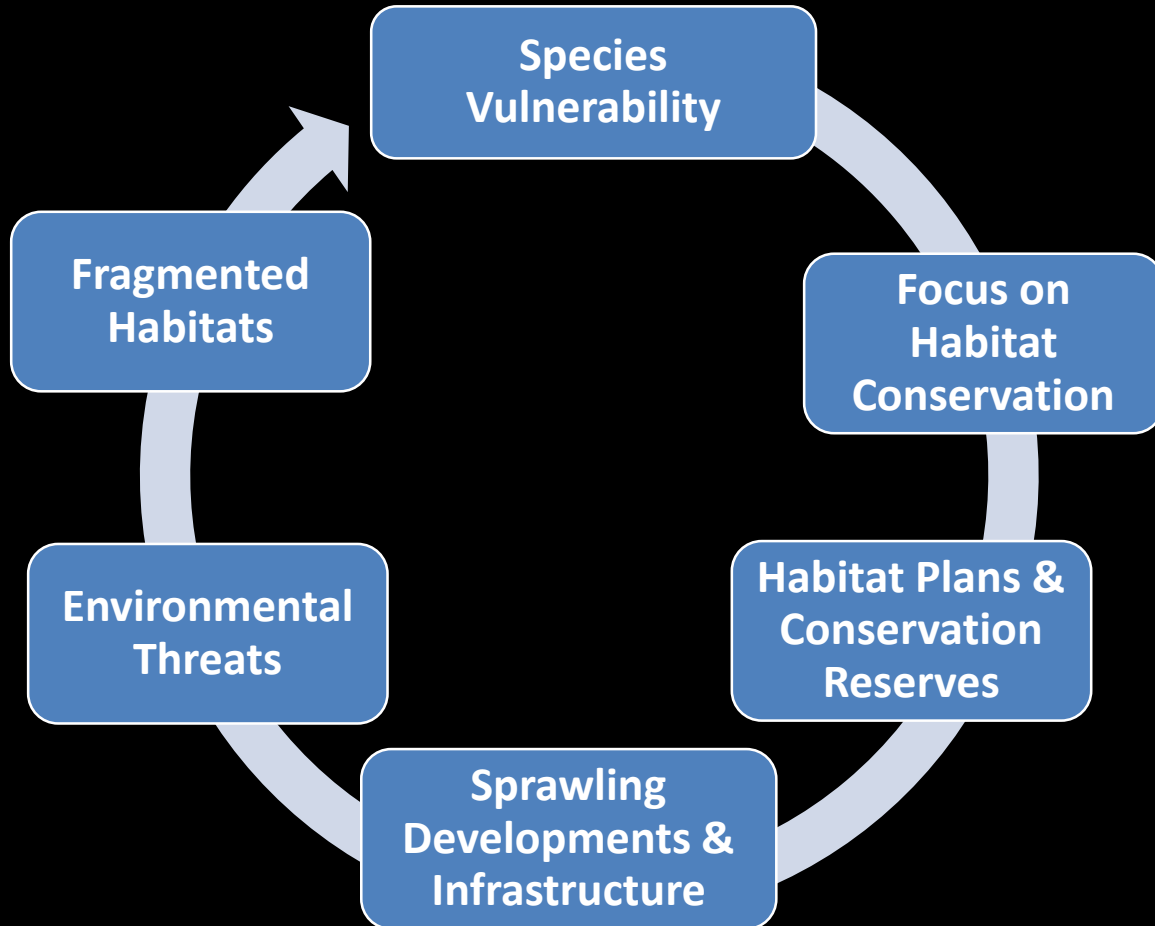 Species
Vulnerability
Focus on
Habitat
Conservation
Habitat Plans &
Conservation
Reserves
Sprawling
Developments &
Infrastructure
Environmental
Threats
Fragmented
Habitats